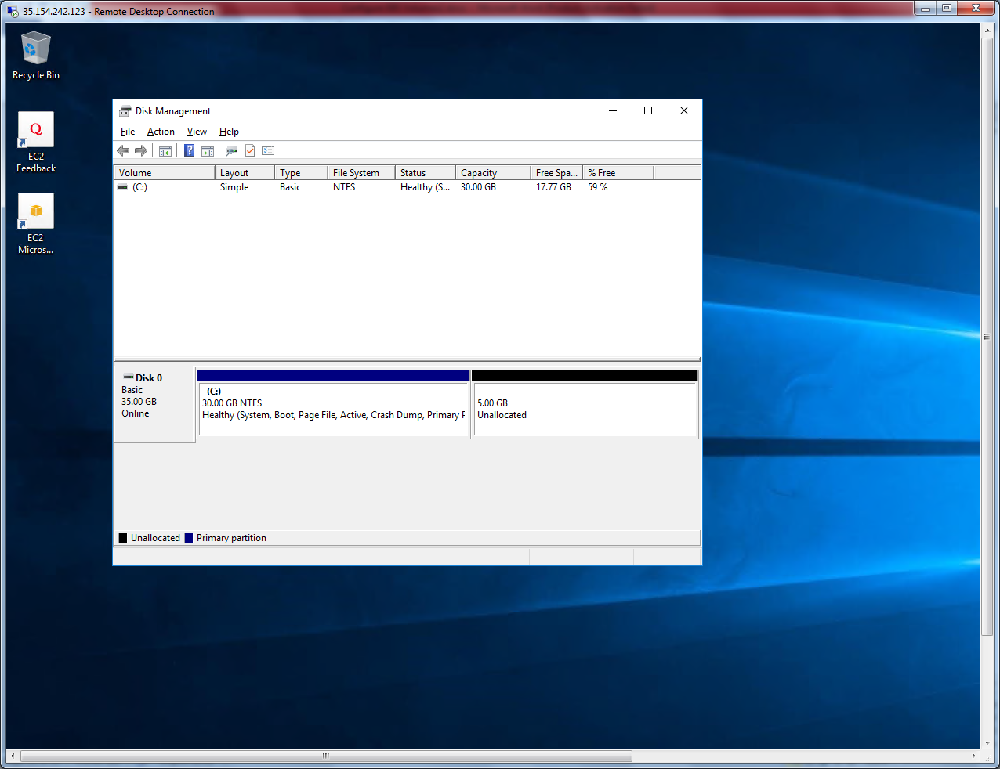 35.154.242.123 - Remote Desktop Connection
Recycle Bin
Q
EC2
Feedback
EC2
Micros...
Disk Management
File Action View Help
Volume Layout Type File System Status Capacity Free Spa... % Free
(C:) Simple Basic NTFS Healthy (S... 30.00 GB 17.77 GB 59 %
Disk 0
Basic
35.00 GB
Online
(C:)
30.00 GB NTFS
Healthy (System, Boot, Page File, Active, Crash Dump, Primary
5.00 GB
Unallocated
Unallocated Primary partition